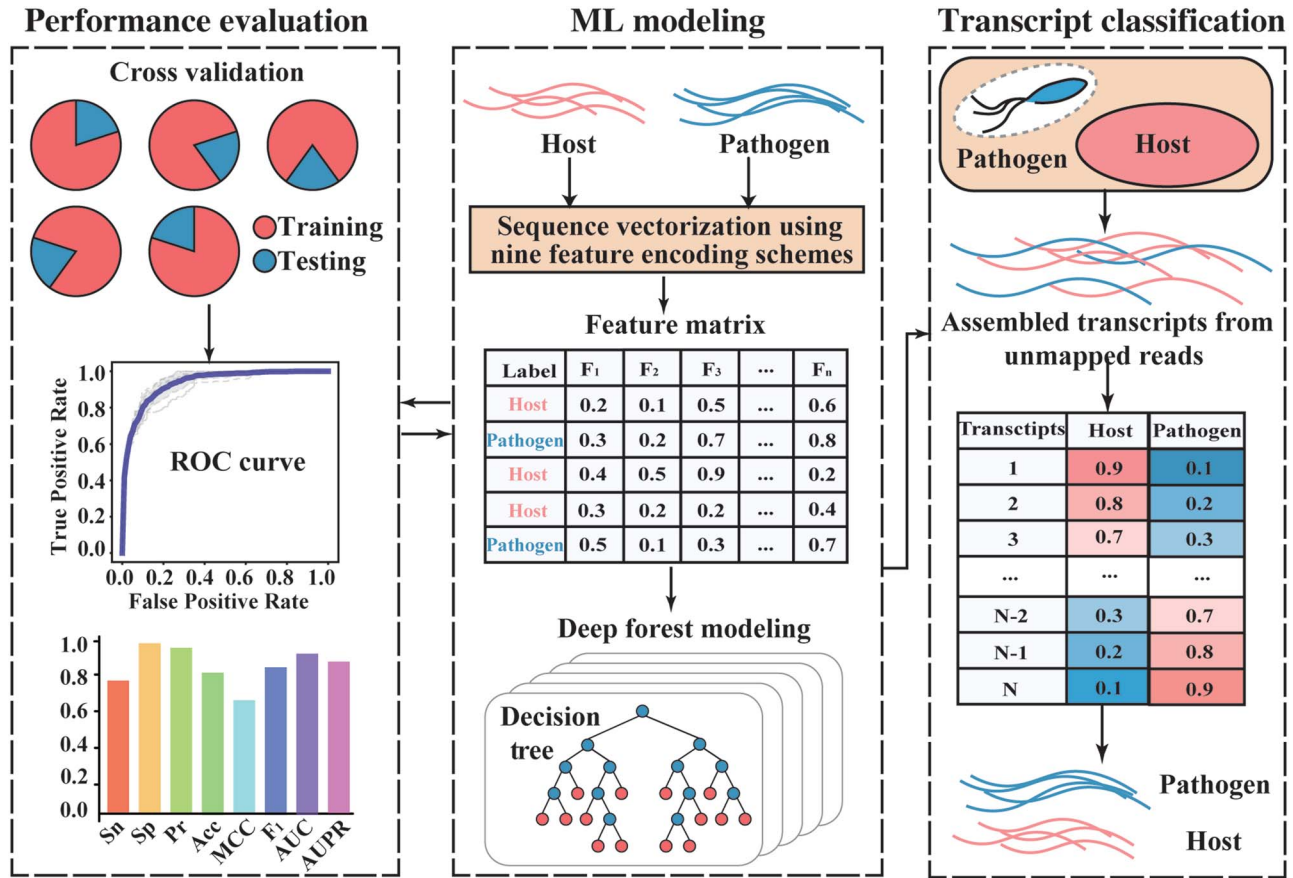 Performance evaluation
Cross validation
Training
Testing
True Positive Rate
1.0
0.8
0.6
0.4
0.2
0.0
ROC curve
0.0 0.2 0.4 0.6 0.8 1.0
False Positive Rate
1.0
0.8
0.6
0.4
0.2
0.0
Sn Sp Pr Acc MCC F1 AUC AUPR
ML modeling
Host Pathogen
Sequence vectorization using
nine feature encoding schemes
Feature matrix
Label F1 F2 F3 ... Fn
Host 0.2 0.1 0.5 ... 0.6
Pathogen 0.3 0.2 0.7 ... 0.8
Host 0.4 0.5 0.9 ... 0.2
Host 0.3 0.2 0.2 ... 0.4
Pathogen 0.5 0.1 0.3 ... 0.7
Deep forest modeling
Decision
tree
Transcript classification
Pathogen
Host
Assembled transcripts from
unmapped reads
Transctipts Host Pathogen
1 0.9 0.1
2 0.8 0.2
3 0.7 0.3
... ... ...
N-2 0.3 0.7
N-1 0.2 0.8
N 0.1 0.9
Pathogen
Host